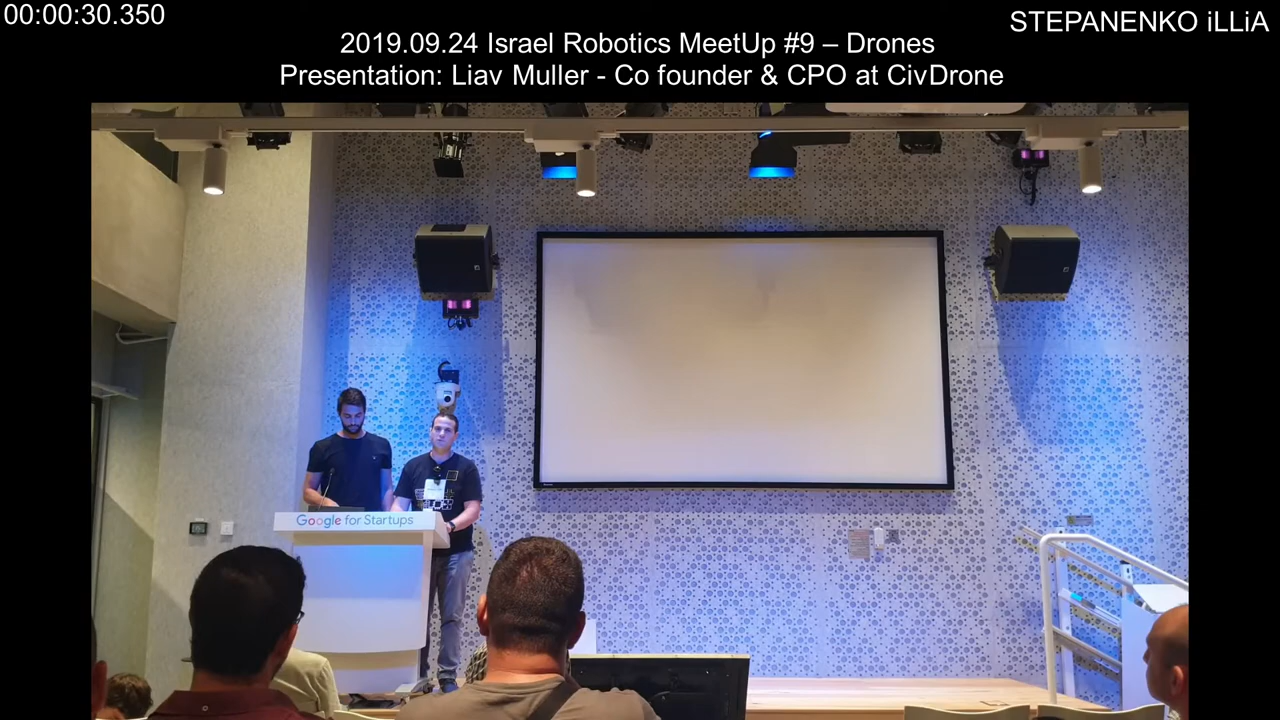 00:00:30.350
STEPANENKO iLLiA
2019.09.24 Israel Robotics MeetUp #9 – Drones
Presentation: Liav Muller - Co founder & CPO at CivDrone
Google for Startups